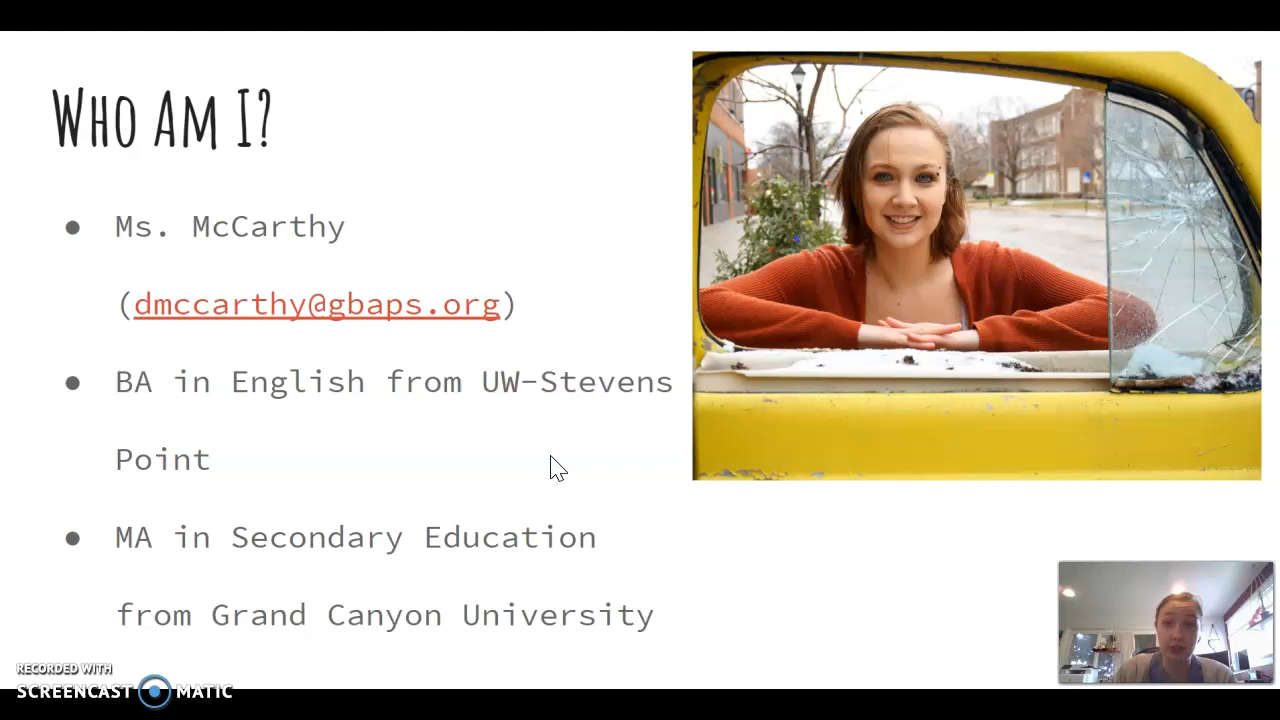 Who Am I?
● Ms. McCarthy
(dmccarthy@gbaps.org)
● BA in English from UW-Stevens
Point
● MA in Secondary Education
from Grand Canyon University
RECORDED WITH
SCREENCAST MATIC